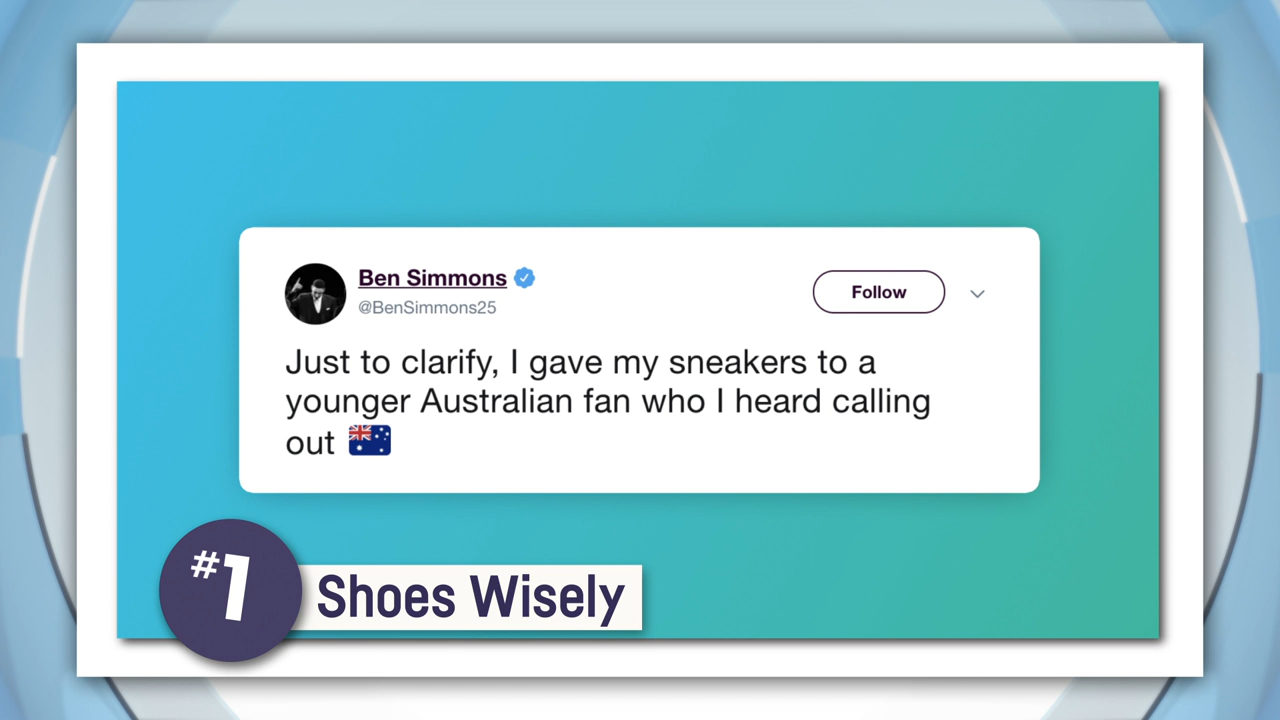 Ben Simmons
@BenSimmons25
Follow
Just to clarify, I gave my sneakers to a
younger Australian fan who I heard calling
out 🇦🇺
#1
Shoes Wisely